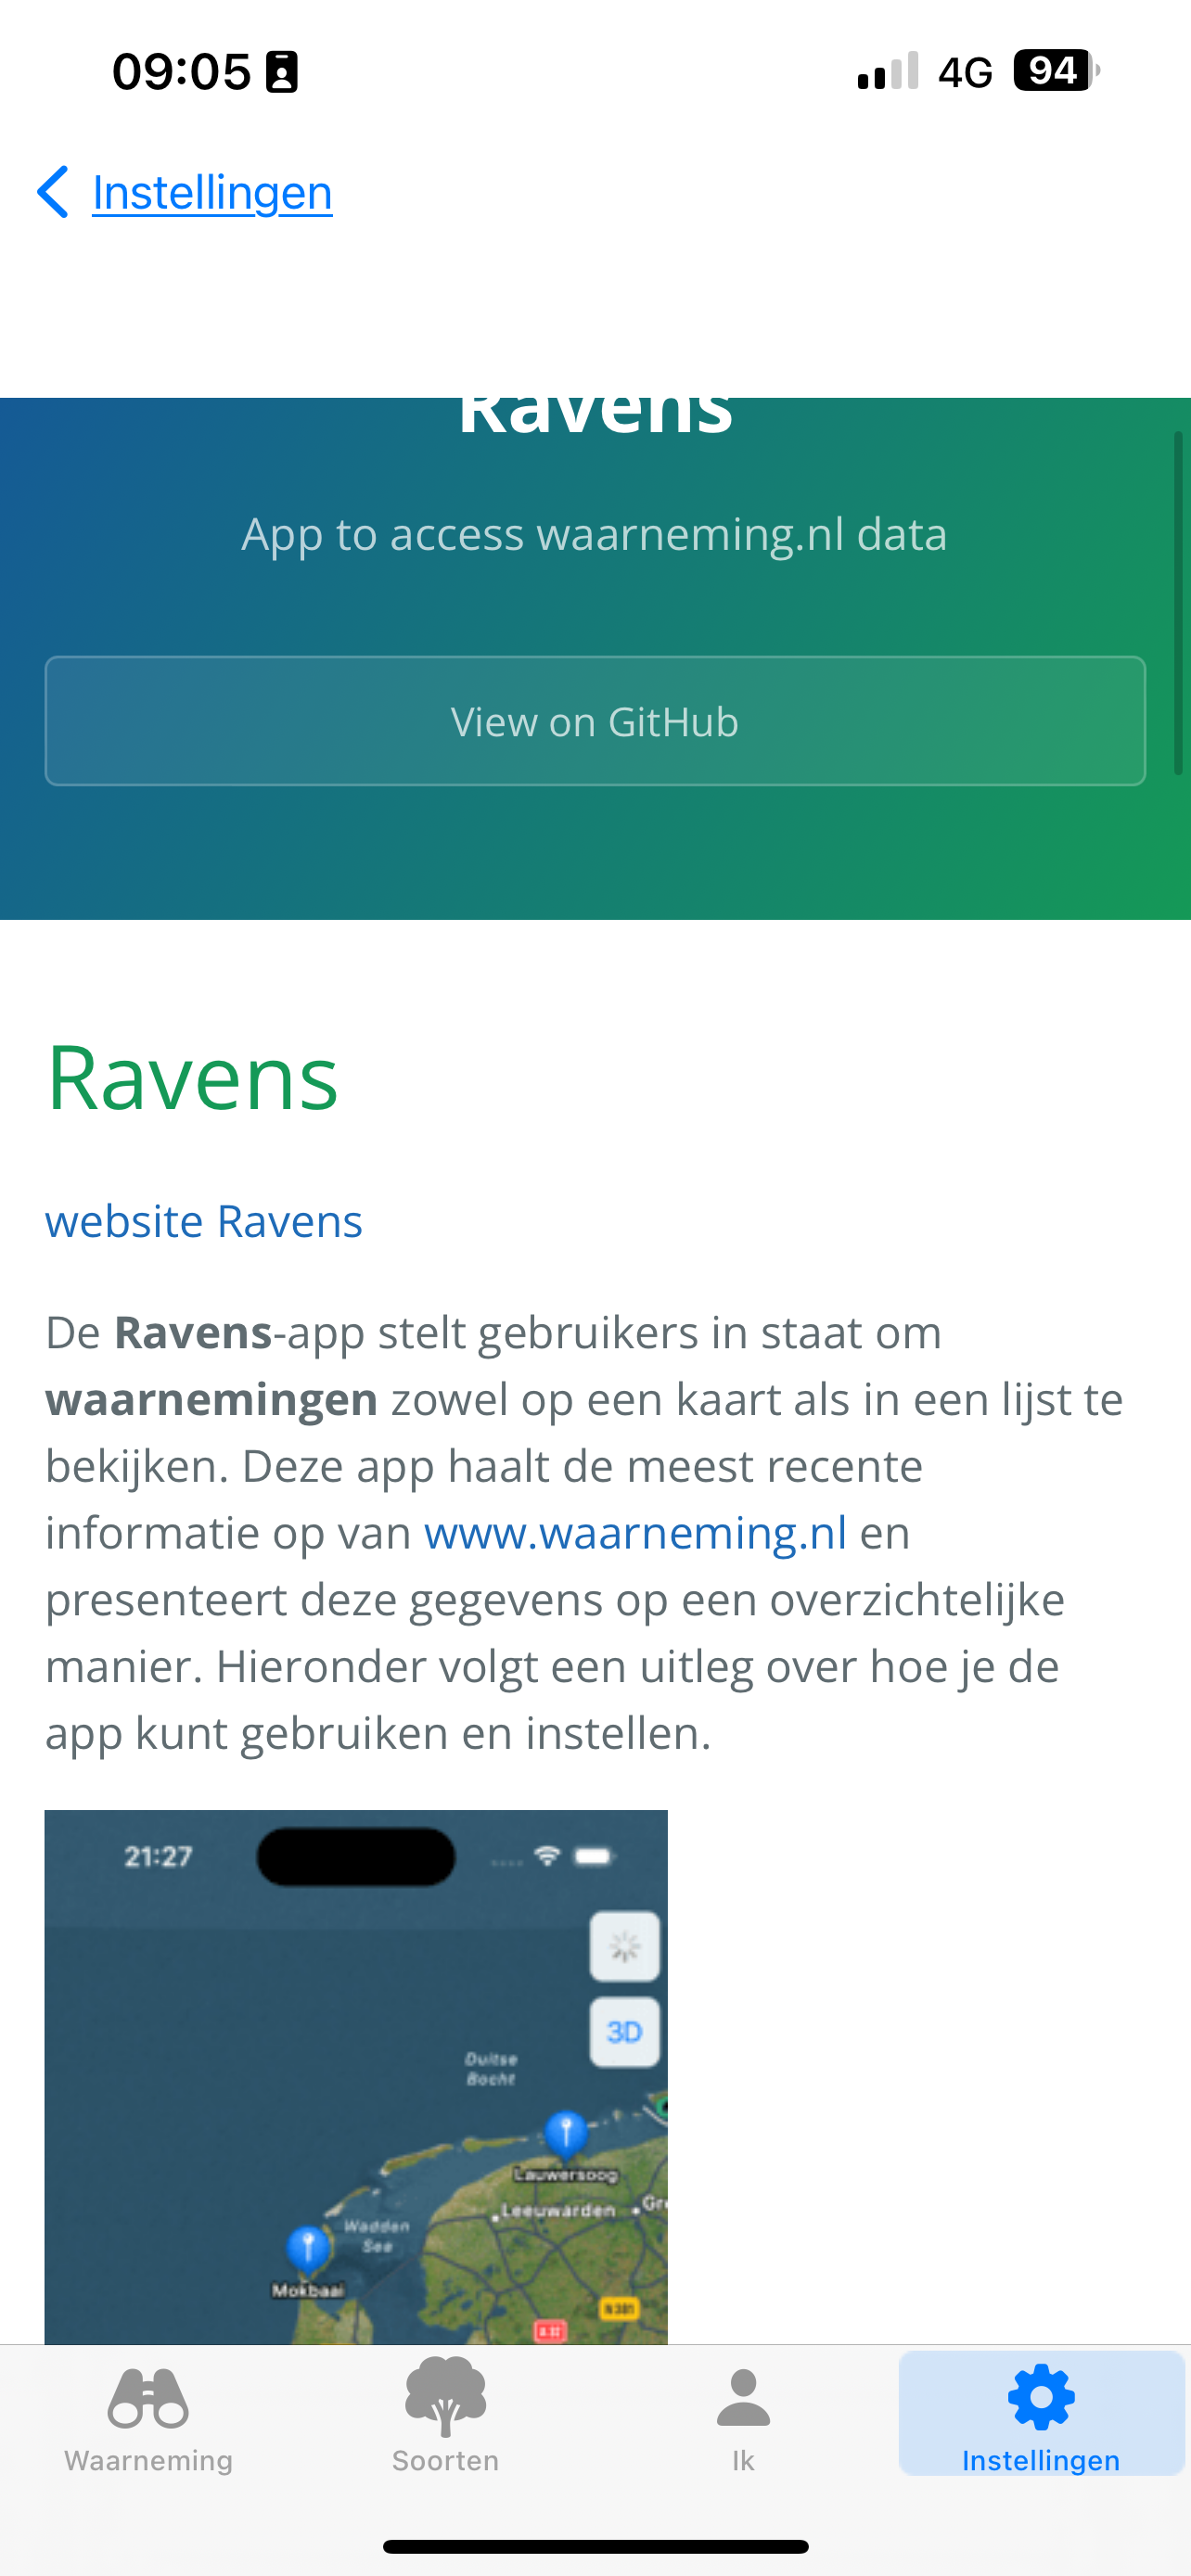 09:05
4G 94
Instellingen
Ravens
App to access waarneming.nl data
View on GitHub
Ravens
website Ravens
De Ravens-app stelt gebruikers in staat om
waarnemingen zowel op een kaart als in een lijst te
bekijken. Deze app haalt de meest recente
informatie op van www.waarneming.nl en
presenteert deze gegevens op een overzichtelijke
manier. Hieronder volgt een uitleg over hoe je de
app kunt gebruiken en instellen.
21:27
3D
Duitse
Bocht
Lauwersoog
Leeuwarden
Wadden
See
Mokbaai
Waarneming
Soorten
Ik
Instellingen